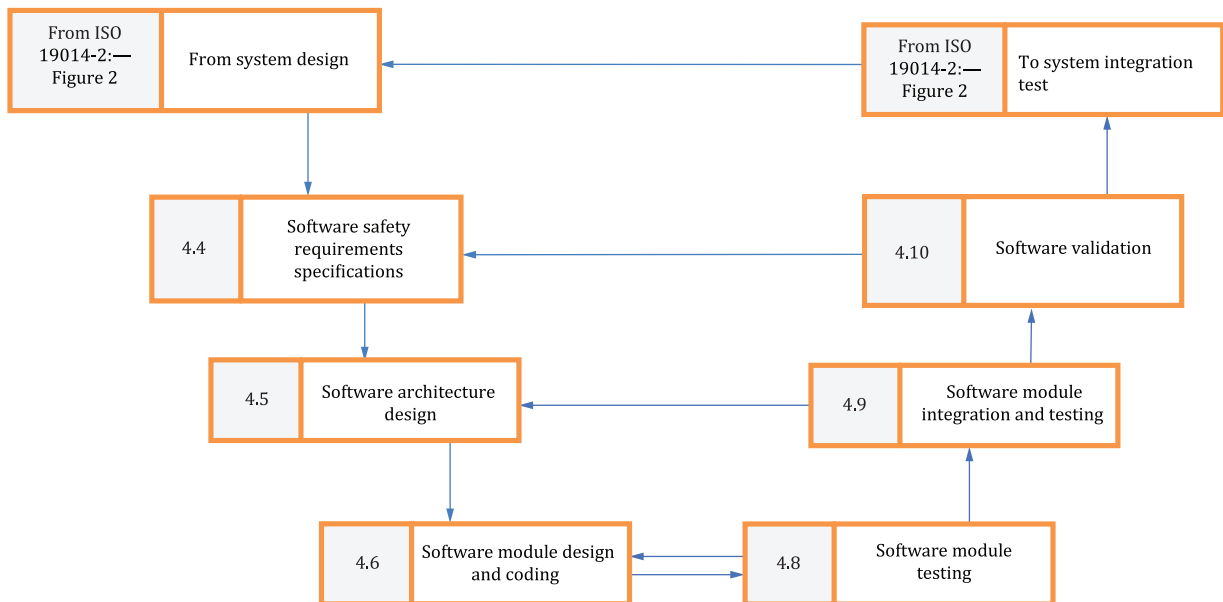 From ISO
19014-2:—
Figure 2
From system design
From ISO
19014-2:—
Figure 2
To system integration
test
4.4
Software safety
requirements
specifications
4.10
Software validation
4.5
Software architecture
design
4.9
Software module
integration and testing
4.6
Software module design
and coding
4.8
Software module
testing